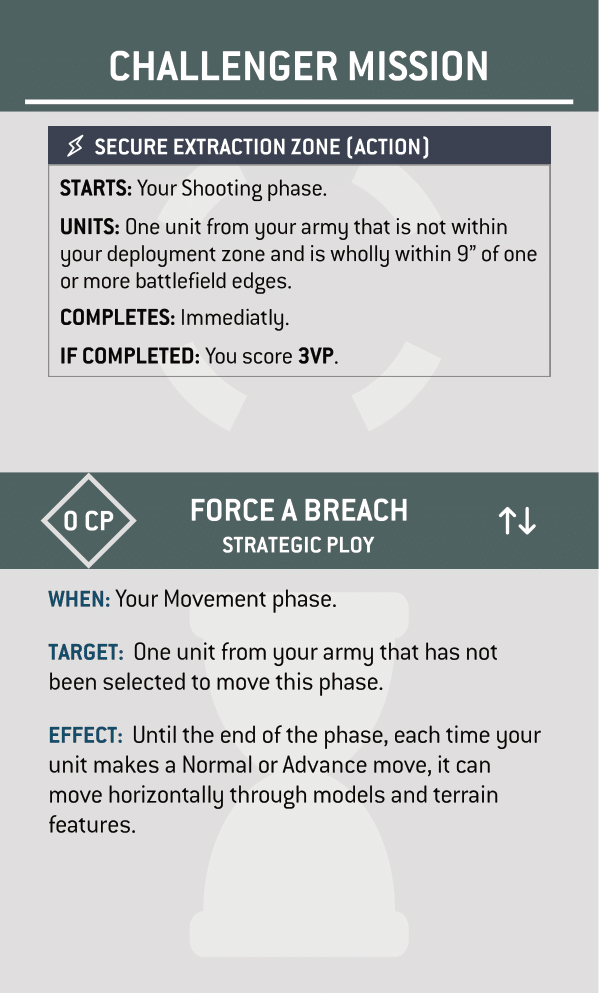 CHALLENGER MISSION
SECURE EXTRACTION ZONE (ACTION)
STARTS: Your Shooting phase.
UNITS: One unit from your army that is not within
your deployment zone and is wholly within 9” of one
or more battlefield edges.
COMPLETES: Immediatly.
IF COMPLETED: You score 3VP.
0 CP
FORCE A BREACH
STRATEGIC PLOY
WHEN: Your Movement phase.
TARGET: One unit from your army that has not
been selected to move this phase.
EFFECT: Until the end of the phase, each time your
unit makes a Normal or Advance move, it can
move horizontally through models and terrain
features.